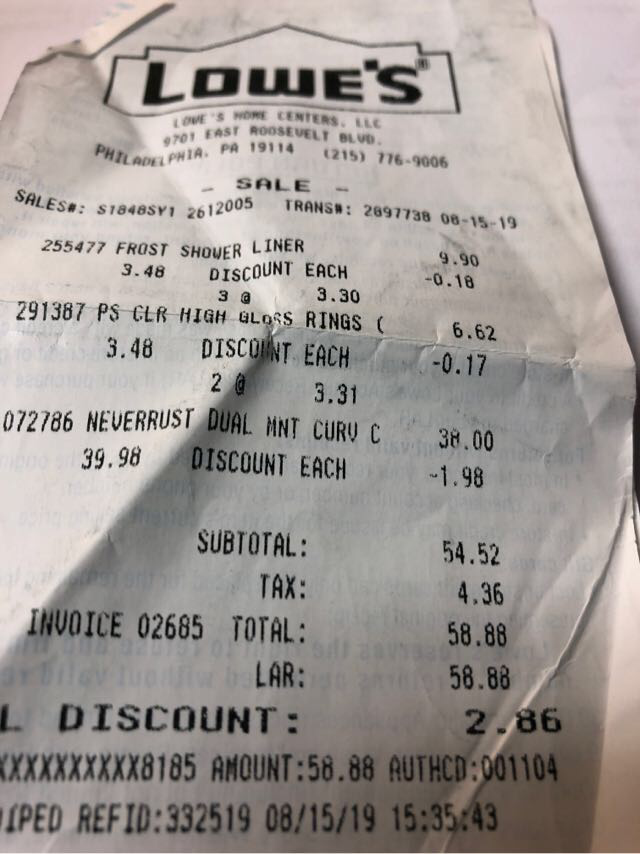 LOWE'S®
LOWE'S HOME CENTERS, LLC
9701 EAST ROOSEVELT BLVD.
PHILADELPHIA, PA 19114 (215) 776-9006
- SALE -
SALES#: S1848SY1 2612005 TRANS#: 2897738 08-15-19
255477 FROST SHOWER LINER 9.90
3.48 DISCOUNT EACH -0.18
3 @ 3.30
291387 PS CLR HIGH GLOSS RINGS ( 6.62
3.48 DISCOUNT EACH -0.17
2 @ 3.31
072786 NEVERRUST DUAL MNT CURV C 38.00
39.98 DISCOUNT EACH -1.98
SUBTOTAL: 54.52
TAX: 4.36
INVOICE 02685 TOTAL: 58.88
LAR: 58.88
L DISCOUNT: 2.86
XXXXXXXXXX8185 AMOUNT:58.88 AUTHCD:001104
IPED REFID:332519 08/15/19 15:35:43